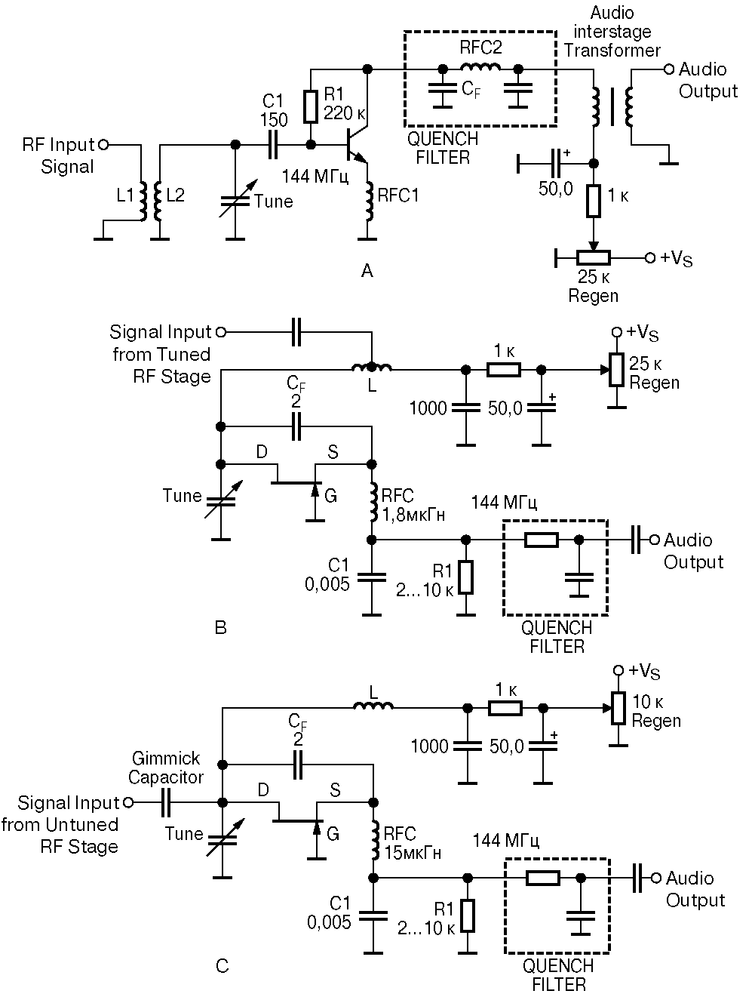 Audio
interstage
Transformer
RFC2
C1
150
R1
220 к
CF
Audio
Output
QUENCH
FILTER
RF Input
Signal
144 МГц
+
50,0
L1
L2
Tune
RFC1
1 к
+VS
25 к
Regen
A
Signal Input
from Tuned
RF Stage
+VS
1 к
25 к
Regen
L
CF
2
1000
50,0
+
D
S
G
Tune
RFC
1,8мкГн
144 МГц
Audio
Output
C1
0,005
R1
2...10 к
QUENCH
FILTER
B
+VS
L
1 к
10 к
Regen
CF
2
1000
50,0
+
Gimmick
Capacitor
D
S
G
Signal Input
from Untuned
RF Stage
Tune
RFC
15мкГн
144 МГц
Audio
Output
C1
0,005
R1
2...10 к
QUENCH
FILTER
C